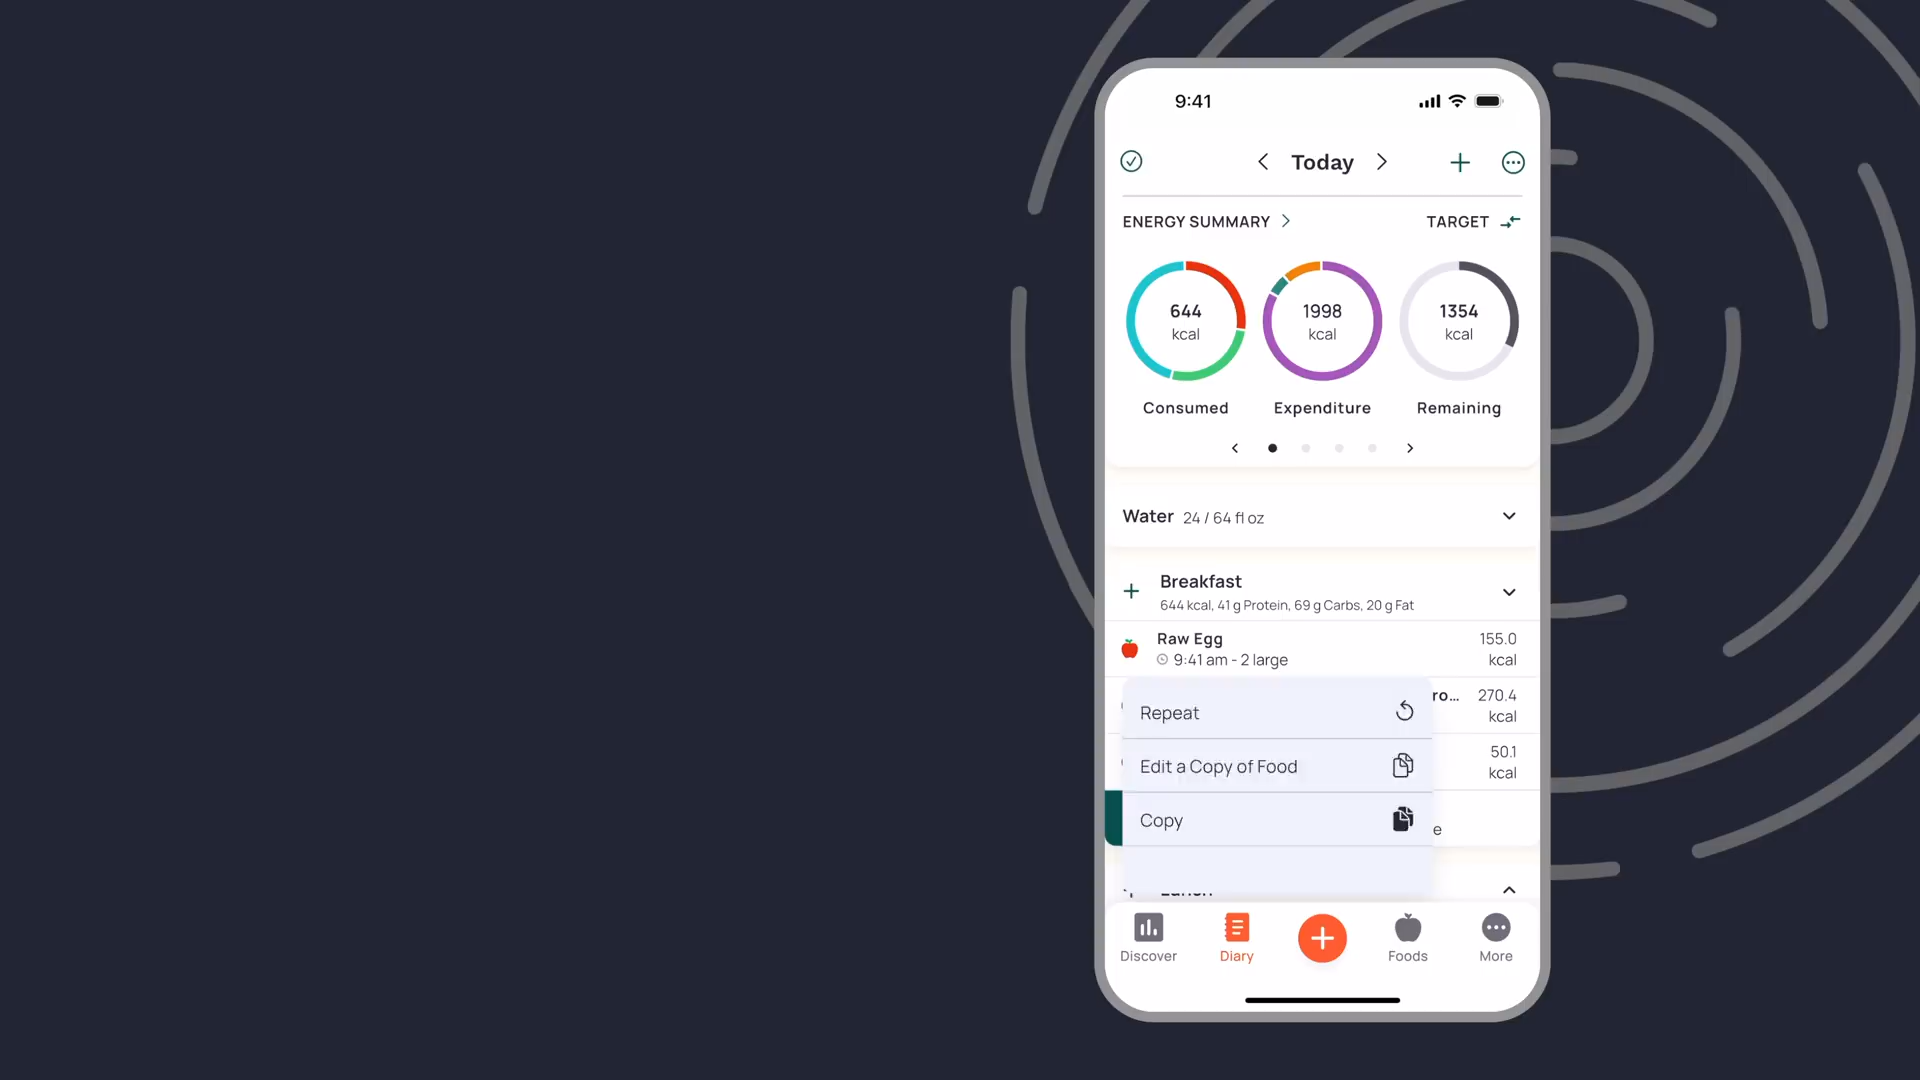 9:41
Today
ENERGY SUMMARY
TARGET
644
kcal
1998
kcal
1354
kcal
Consumed
Expenditure
Remaining
Water 24 / 64 fl oz
Breakfast
644 kcal, 41 g Protein, 69 g Carbs, 20 g Fat
Raw Egg
155.0
9:41 am - 2 large
kcal
ro...
270.4
kcal
Repeat
50.1
kcal
Edit a Copy of Food
Copy
e
Discover
Diary
Foods
More